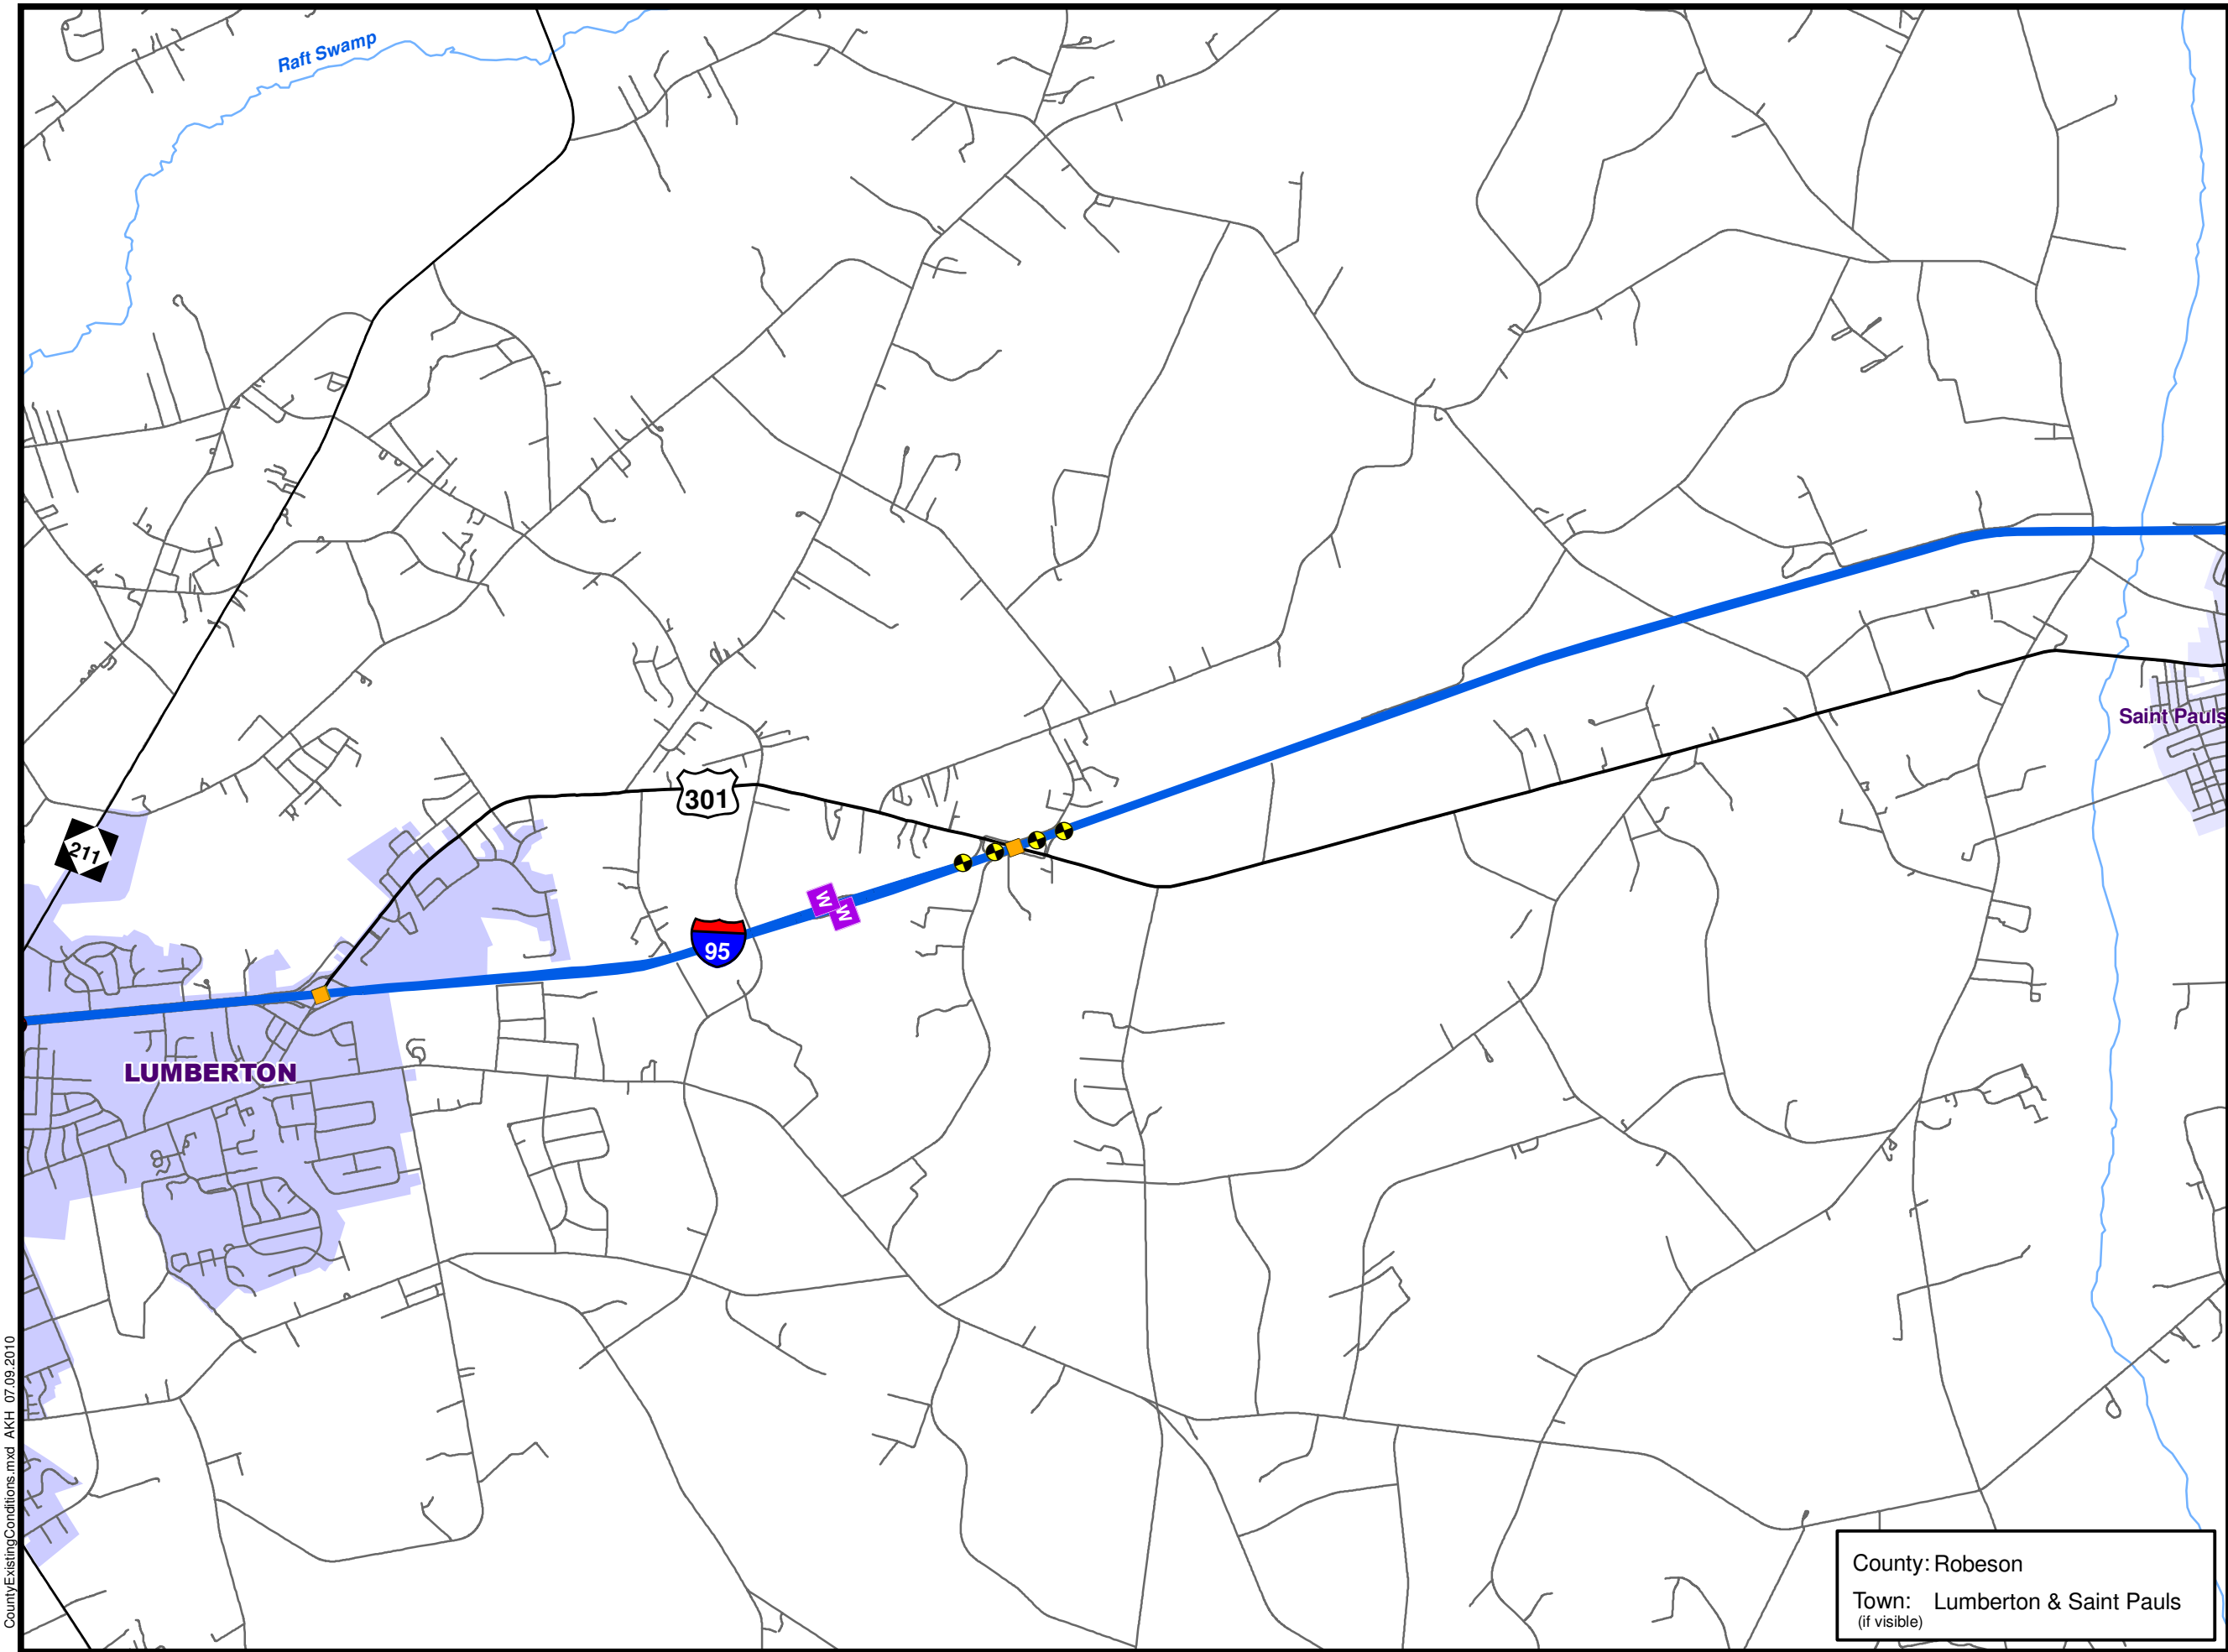 Raft Swamp
Saint Pauls
301
211
W
W
95
LUMBERTON
County: Robeson
Town: Lumberton & Saint Pauls
(if visible)
CountyExistingConditions.mxd AKH 07.09.2010